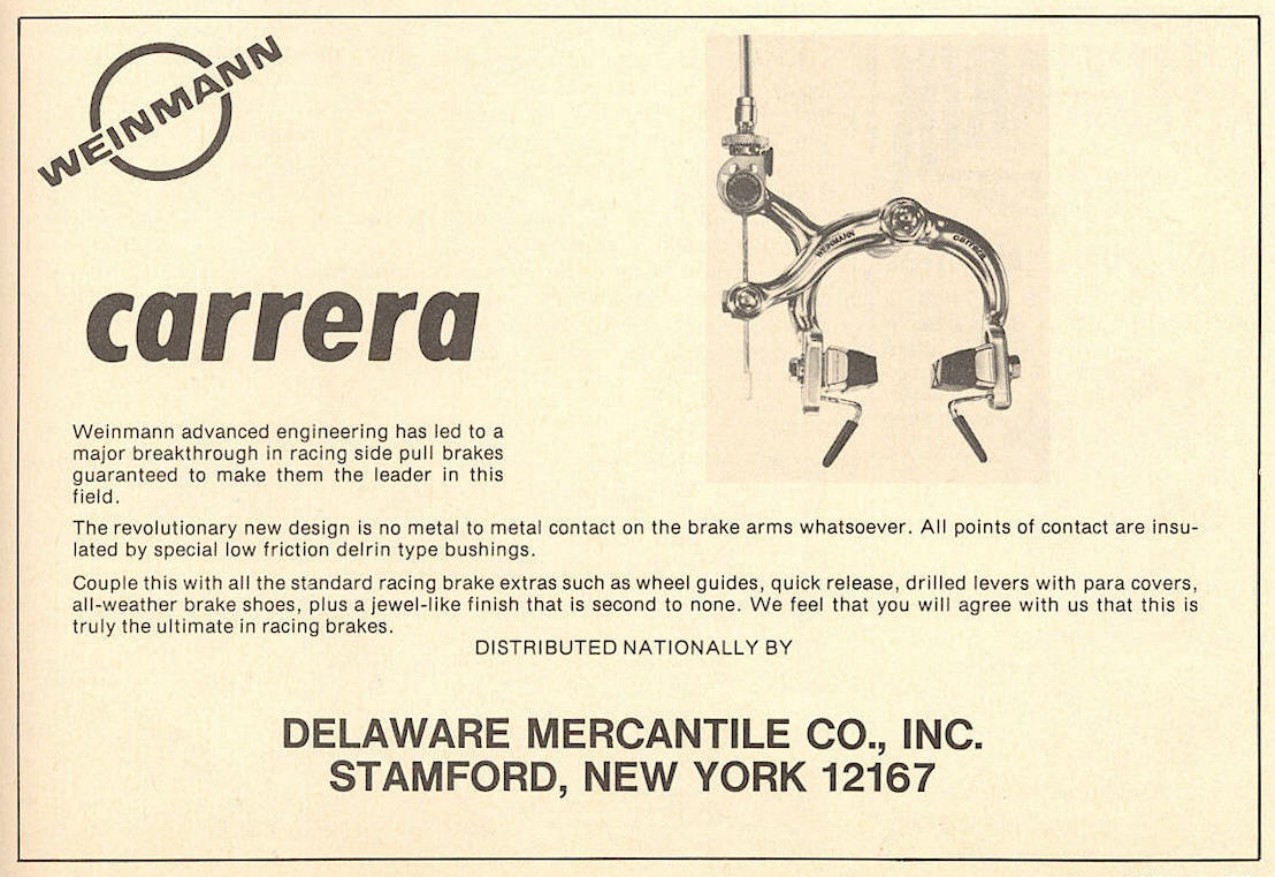 WEINMANN
WEINMANN
carrera
carrera
Weinmann advanced engineering has led to a
major breakthrough in racing side pull brakes
guaranteed to make them the leader in this
field.
The revolutionary new design is no metal to metal contact on the brake arms whatsoever. All points of contact are insu-
lated by special low friction delrin type bushings.
Couple this with all the standard racing brake extras such as wheel guides, quick release, drilled levers with para covers,
all-weather brake shoes, plus a jewel-like finish that is second to none. We feel that you will agree with us that this is
truly the ultimate in racing brakes.
DISTRIBUTED NATIONALLY BY
DELAWARE MERCANTILE CO., INC.
STAMFORD, NEW YORK 12167